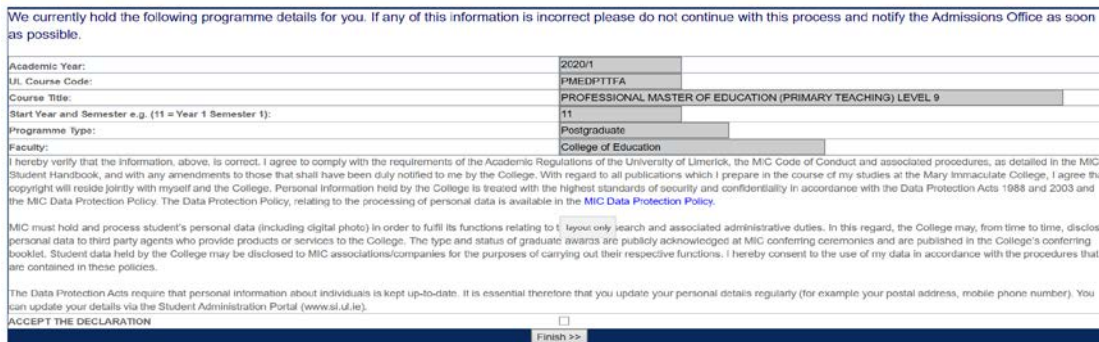 We currently hold the following programme details for you. If any of this information is incorrect please do not continue with this process and notify the Admissions Office as soon
as possible.
Academic Year: 2020/1
UL Course Code: PMEDPTTFA
Course Title: PROFESSIONAL MASTER OF EDUCATION (PRIMARY TEACHING) LEVEL 9
Start Year and Semester e.g. (11 = Year 1 Semester 1): 11
Programme Type: Postgraduate
Faculty: College of Education
I hereby verify that the information, above, is correct. I agree to comply with the requirements of the Academic Regulations of the University of Limerick, the MIC Code of Conduct and associated procedures, as detailed in the MIC
Student Handbook, and with any amendments to those that shall have been duly notified to me by the College. With regard to all publications which I prepare in the course of my studies at the Mary Immaculate College, I agree tha
copyright will reside jointly with myself and the College. Personal Information held by the College is treated with the highest standards of security and confidentiality in accordance with the Data Protection Acts 1988 and 2003 and
the MIC Data Protection Policy. The Data Protection Policy, relating to the processing of personal data is available in the MIC Data Protection Policy.
MIC must hold and process student's personal data (including digital photo) in order to fulfil its functions relating to t layout only search and associated administrative duties. In this regard, the College may, from time to time, disclos
personal data to third party agents who provide products or services to the College. The type and status of graduate awards are publicly acknowledged at MIC conferring ceremonies and are published in the College's conferring
booklet. Student data held by the College may be disclosed to MIC associations/companies for the purposes of carrying out their respective functions. I hereby consent to the use of my data in accordance with the procedures that
are contained in these policies.
The Data Protection Acts require that personal information about individuals is kept up-to-date. It is essential therefore that you update your personal details regularly (for example your postal address, mobile phone number). You
can update your details via the Student Administration Portal (www.si.ul.ie).
ACCEPT THE DECLARATION
Finish >>